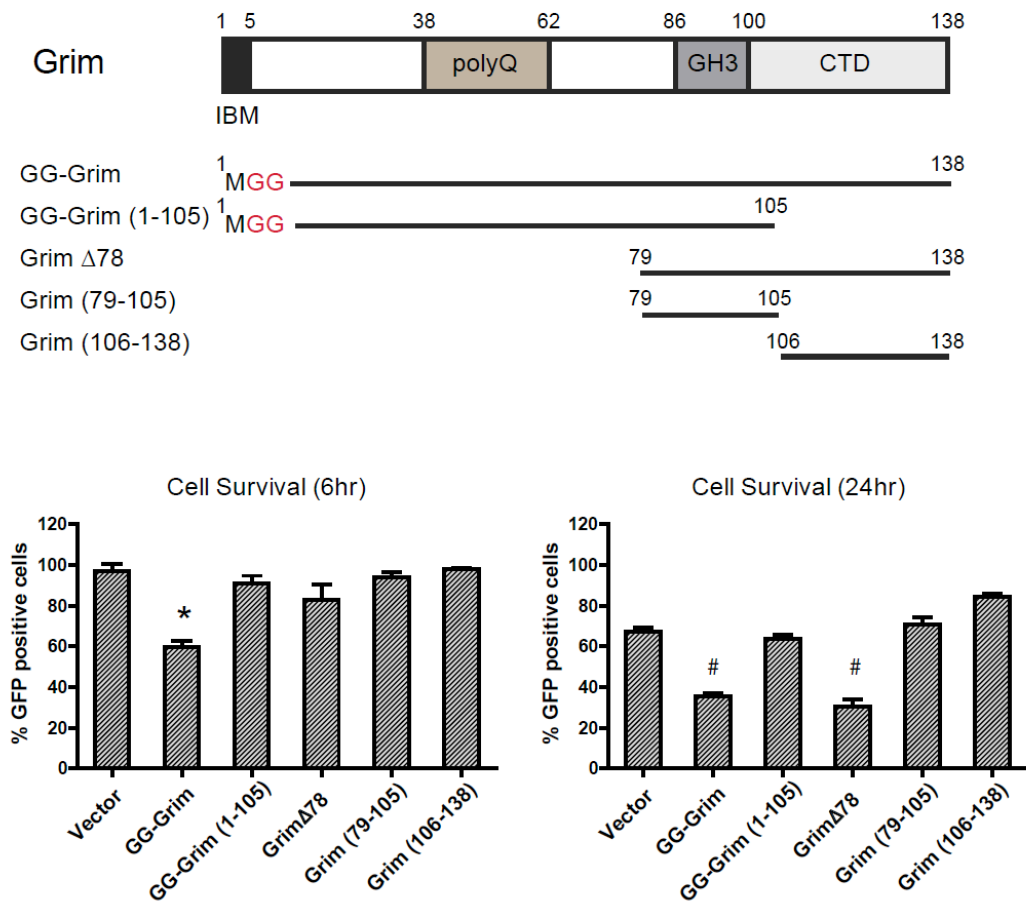 1 5 38 62 86 100 138
Grim polyQ GH3 CTD
IBM
GG-Grim 1 MGG 138
GG-Grim (1-105) 1 MGG 105
Grim Δ78 79 138
Grim (79-105) 79 105
Grim (106-138) 106 138
Cell Survival (6hr)
% GFP positive cells
120
100
80
60
40
20
0
*
Vector
GG-Grim
GG-Grim (1-105)
GrimΔ78
Grim (79-105)
Grim (106-138)
Cell Survival (24hr)
% GFP positive cells
120
100
80
60
40
20
0
# #
Vector
GG-Grim
GG-Grim (1-105)
GrimΔ78
Grim (79-105)
Grim (106-138)